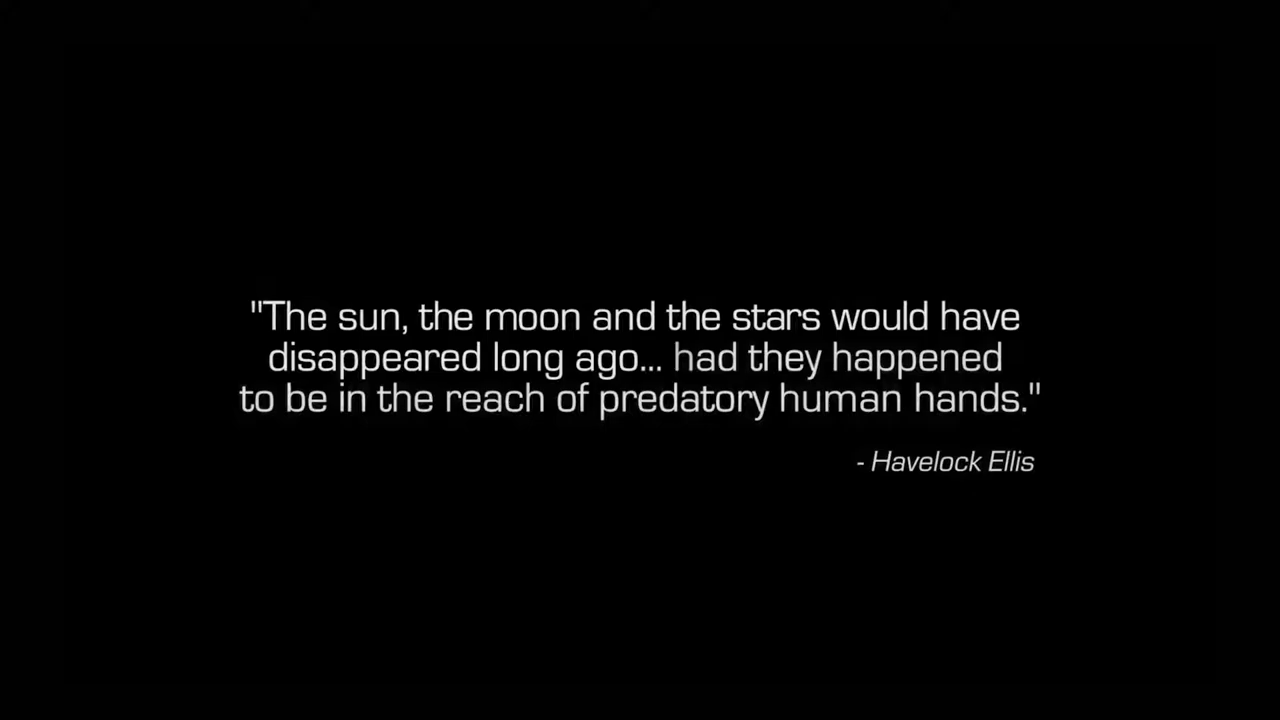 "The sun, the moon and the stars would have
disappeared long ago... had they happened
to be in the reach of predatory human hands."
- Havelock Ellis